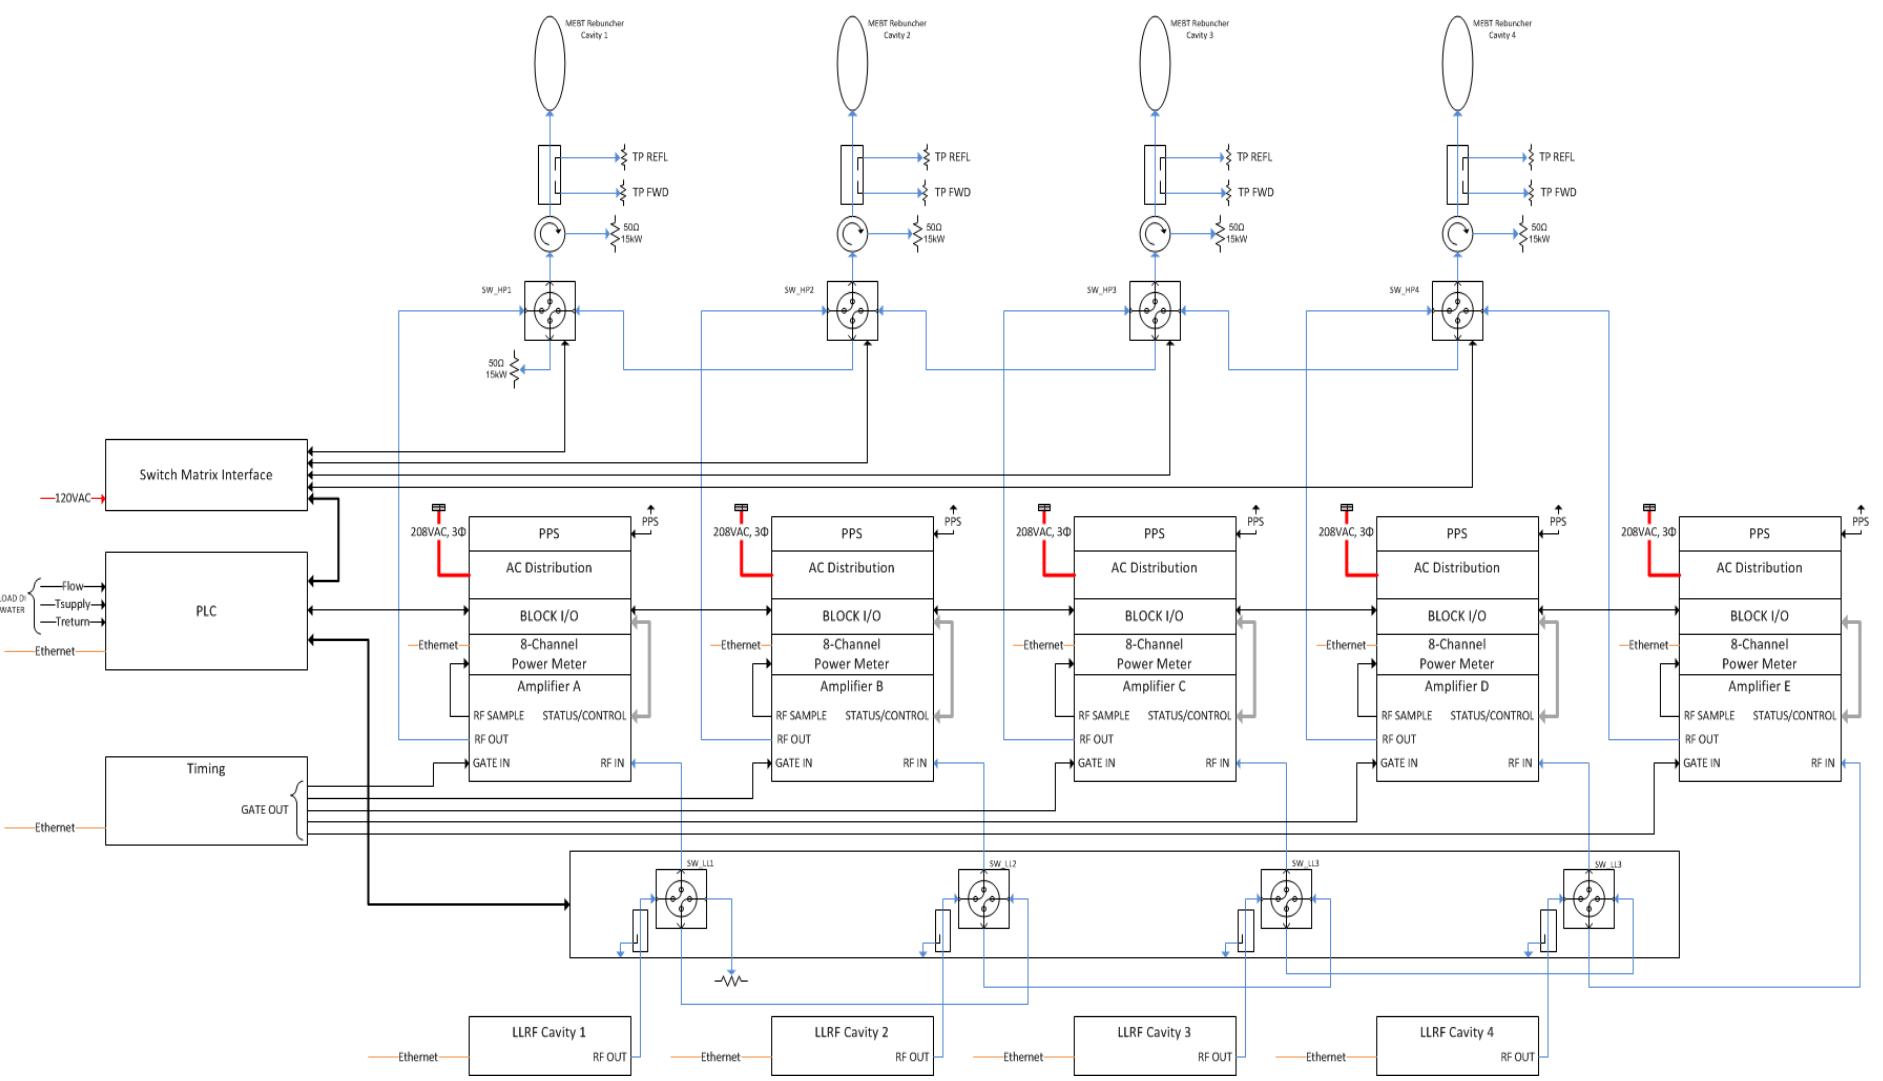 MEBT Rebuncher
Cavity 1
MEBT Rebuncher
Cavity 2
MEBT Rebuncher
Cavity 3
MEBT Rebuncher
Cavity 4
TP REFL
TP REFL
TP REFL
TP REFL
TP FWD
TP FWD
TP FWD
TP FWD
50Ω
15kW
50Ω
15kW
50Ω
15kW
50Ω
15kW
SW_HP1
SW_HP2
SW_HP3
SW_HP4
50Ω
15kW
Switch Matrix Interface
120VAC
208VAC, 3Φ
PPS
PPS
208VAC, 3Φ
PPS
PPS
208VAC, 3Φ
PPS
PPS
208VAC, 3Φ
PPS
PPS
208VAC, 3Φ
PPS
PPS
AC Distribution
AC Distribution
AC Distribution
AC Distribution
AC Distribution
LOAD DI
WATER
Flow
Tsupply
Treturn
Ethernet
PLC
BLOCK I/O
BLOCK I/O
BLOCK I/O
BLOCK I/O
BLOCK I/O
Ethernet
8-Channel
Power Meter
Ethernet
8-Channel
Power Meter
Ethernet
8-Channel
Power Meter
Ethernet
8-Channel
Power Meter
Ethernet
8-Channel
Power Meter
Amplifier A
RF SAMPLE STATUS/CONTROL
RF OUT
GATE IN RF IN
Amplifier B
RF SAMPLE STATUS/CONTROL
RF OUT
GATE IN RF IN
Amplifier C
RF SAMPLE STATUS/CONTROL
RF OUT
GATE IN RF IN
Amplifier D
RF SAMPLE STATUS/CONTROL
RF OUT
GATE IN RF IN
Amplifier E
RF SAMPLE STATUS/CONTROL
RF OUT
GATE IN RF IN
Timing
GATE OUT
Ethernet
SW_LL1
SW_LL2
SW_LL3
SW_LL3
LLRF Cavity 1
Ethernet
RF OUT
LLRF Cavity 2
Ethernet
RF OUT
LLRF Cavity 3
Ethernet
RF OUT
LLRF Cavity 4
Ethernet
RF OUT